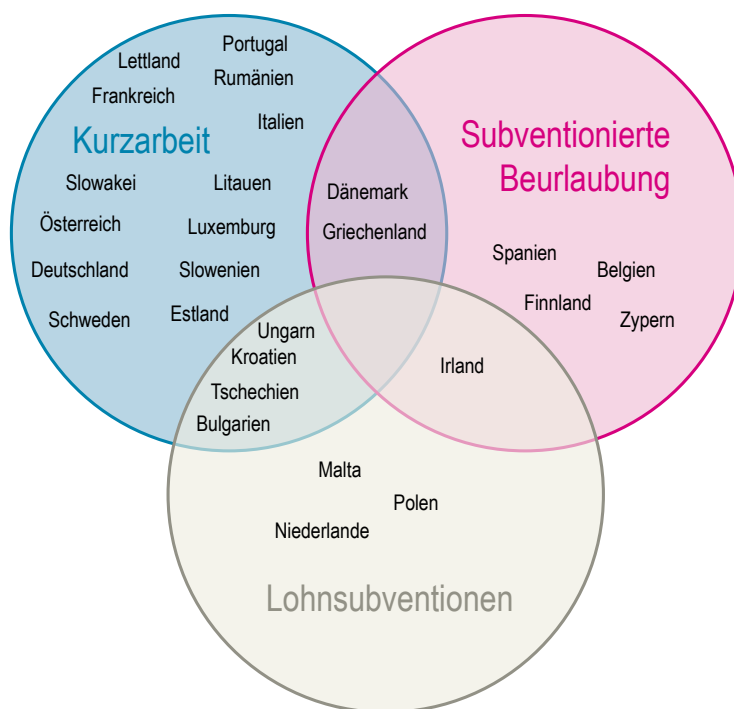 Portugal
Lettland
Rumänien
Frankreich
Italien
Kurzarbeit
Slowakei
Litauen
Österreich
Luxemburg
Deutschland
Slowenien
Schweden
Estland
Dänemark
Griechenland
Subventionierte
Beurlaubung
Spanien
Belgien
Finnland
Zypern
Ungarn
Kroatien
Tschechien
Bulgarien
Irland
Malta
Polen
Niederlande
Lohnsubventionen